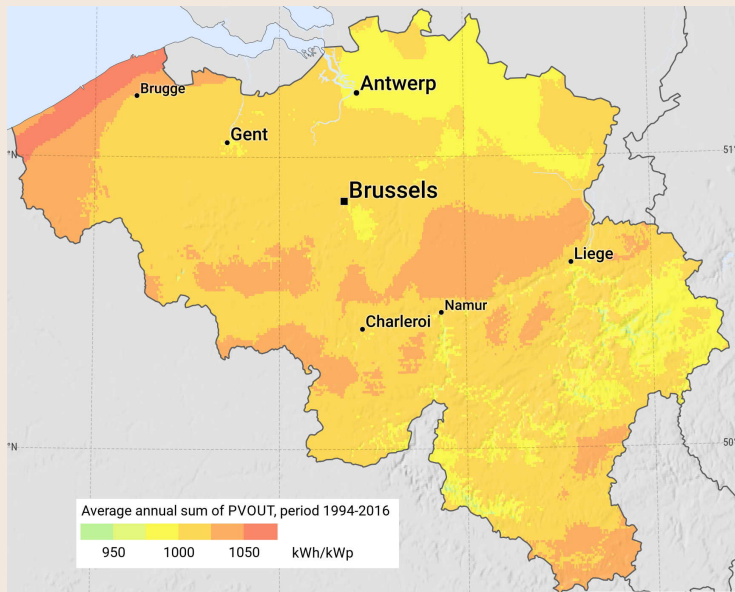 Brugge
Antwerp
Gent
°N
51°
Brussels
Liege
Namur
Charleroi
°N
50°
Average annual sum of PVOUT, period 1994-2016
950 1000 1050 kWh/kWp